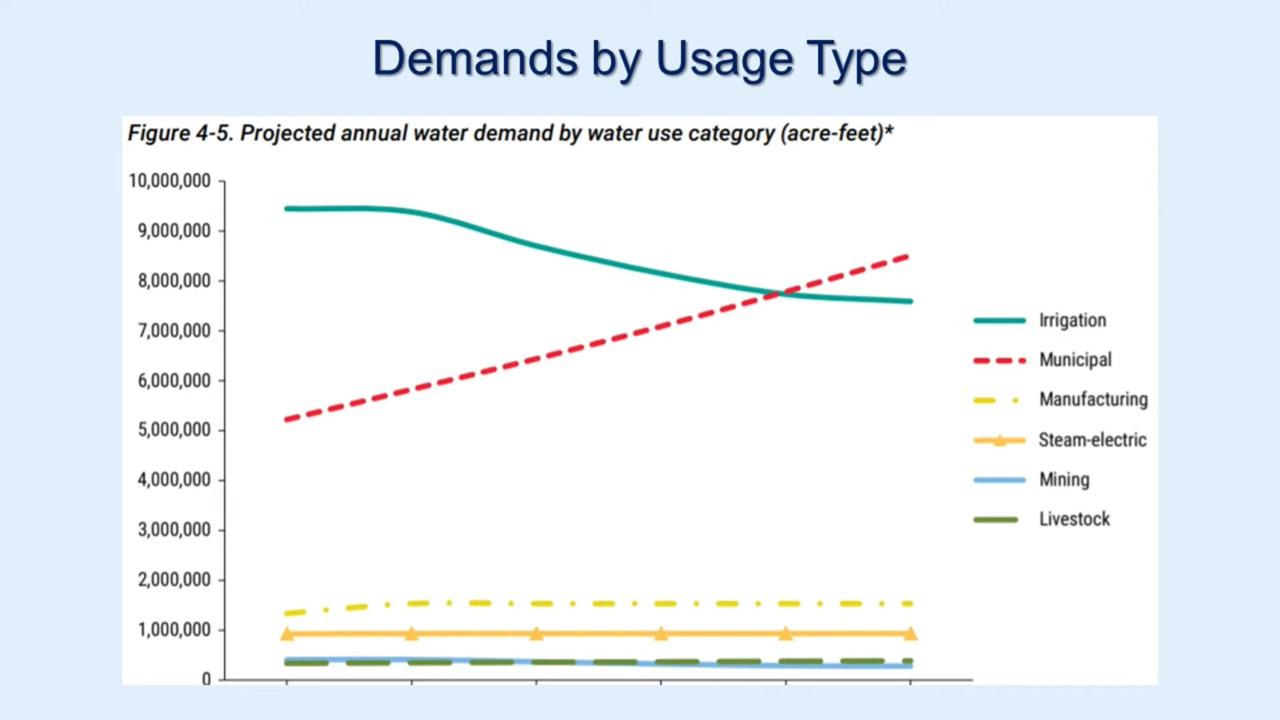 Demands by Usage Type
Figure 4-5. Projected annual water demand by water use category (acre-feet)*
10,000,000
9,000,000
8,000,000
7,000,000
6,000,000
5,000,000
4,000,000
3,000,000
2,000,000
1,000,000
0
Irrigation
Municipal
Manufacturing
Steam-electric
Mining
Livestock